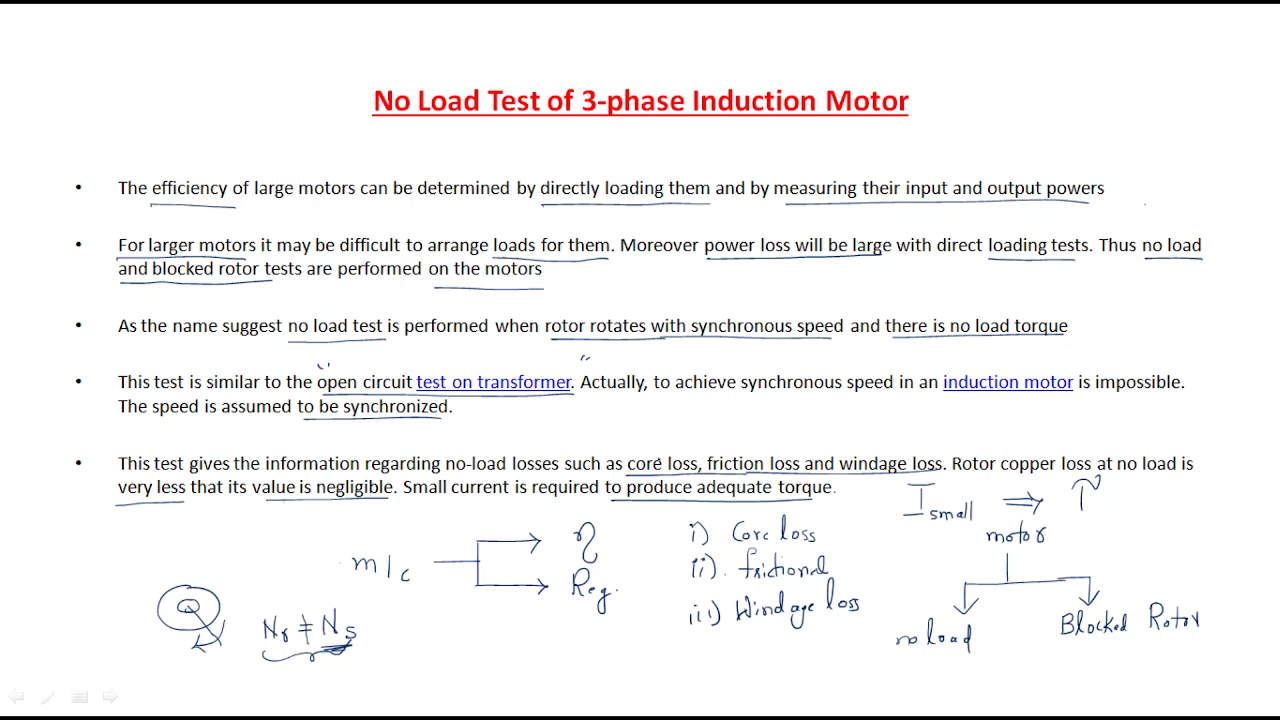 No Load Test of 3-phase Induction Motor
• The efficiency of large motors can be determined by directly loading them and by measuring their input and output powers
• For larger motors it may be difficult to arrange loads for them. Moreover power loss will be large with direct loading tests. Thus no load
and blocked rotor tests are performed on the motors
• As the name suggest no load test is performed when rotor rotates with synchronous speed and there is no load torque
• This test is similar to the open circuit test on transformer. Actually, to achieve synchronous speed in an induction motor is impossible.
The speed is assumed to be synchronized.
• This test gives the information regarding no-load losses such as core loss, friction loss and windage loss. Rotor copper loss at no load is
very less that its value is negligible. Small current is required to produce adequate torque.
I small ⇒ τ
m/c
η
Reg.
i) Core loss
ii). frictional
iii) Windage loss
motor
no load
Blocked Rotor
Nr ≠ Ns